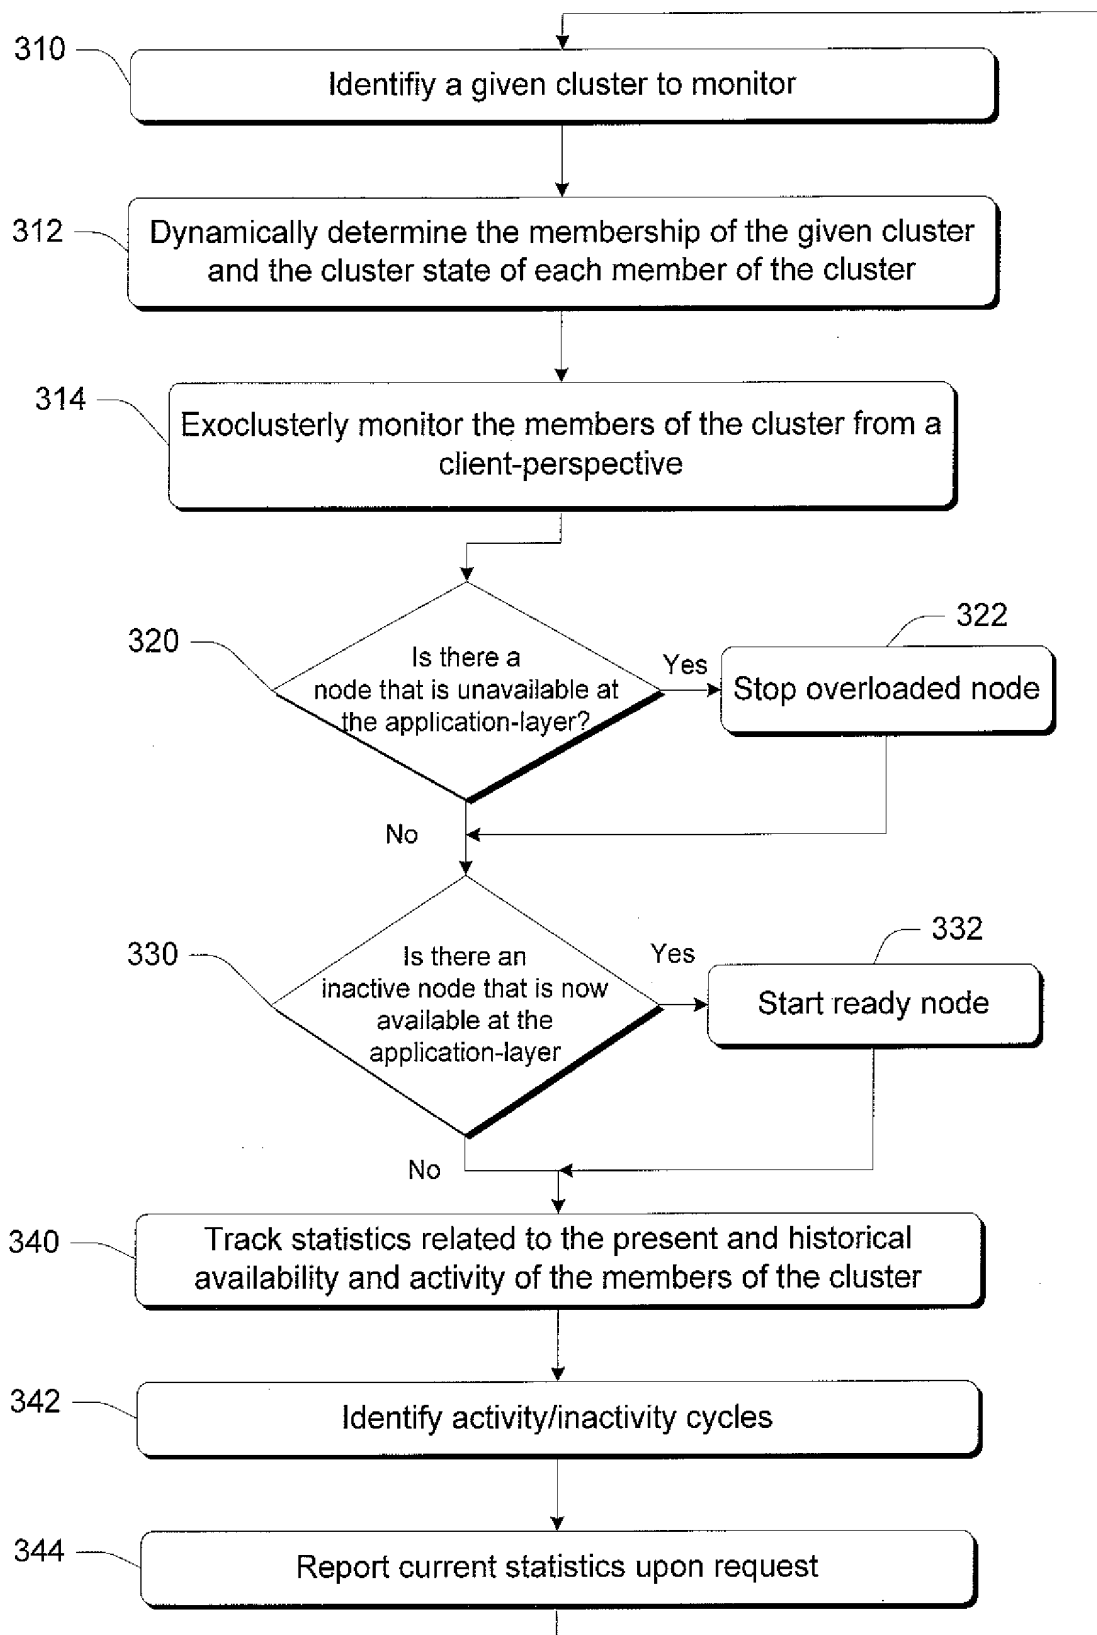 310
Identifiy a given cluster to monitor
312
Dynamically determine the membership of the given cluster
and the cluster state of each member of the cluster
314
Exoclusterly monitor the members of the cluster from a
client-perspective
320
Is there a
node that is unavailable at
the application-layer?
Yes
322
Stop overloaded node
No
330
Is there an
inactive node that is now
available at the
application-layer
Yes
332
Start ready node
No
340
Track statistics related to the present and historical
availability and activity of the members of the cluster
342
Identify activity/inactivity cycles
344
Report current statistics upon request